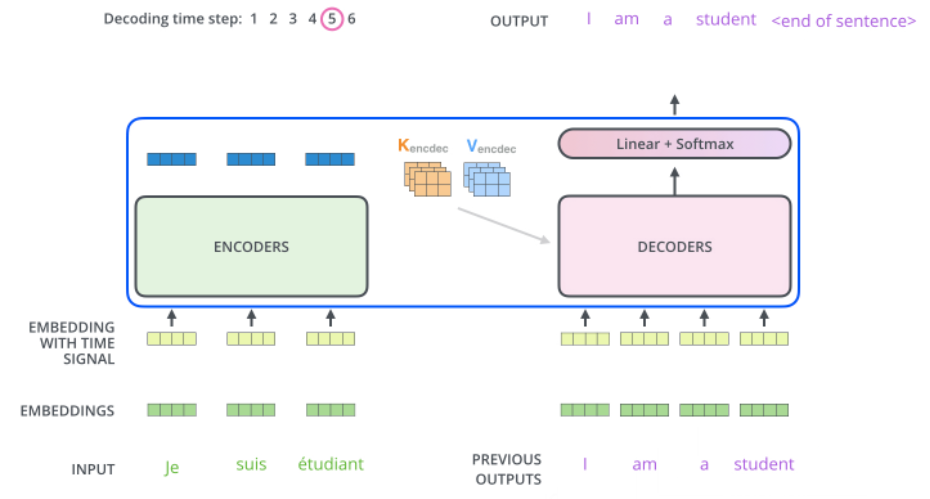 Decoding time step: 1 2 3 4 5 6
OUTPUT I am a student <end of sentence>
Kencdec Vencdec
Linear + Softmax
ENCODERS
DECODERS
EMBEDDING
WITH TIME
SIGNAL
EMBEDDINGS
INPUT Je suis étudiant
PREVIOUS
OUTPUTS
I am a student